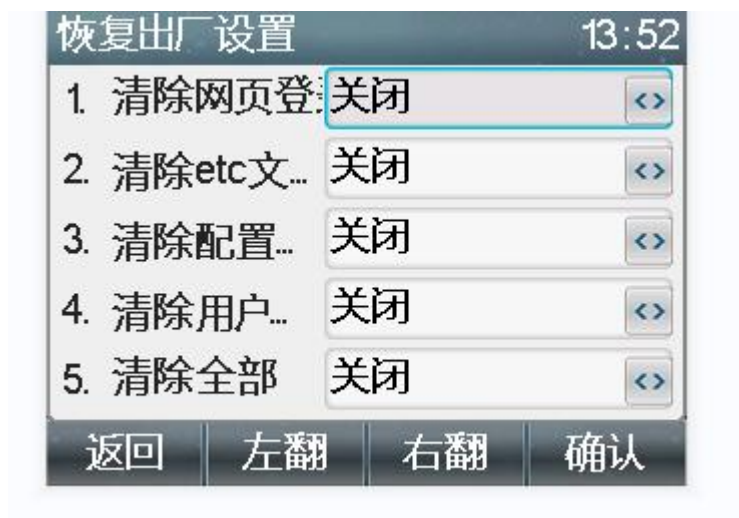 恢复出厂设置 13:52
1. 清除网页登 关闭
2. 清除etc文... 关闭
3. 清除配置... 关闭
4. 清除用户... 关闭
5. 清除全部 关闭
返回 左翻 右翻 确认